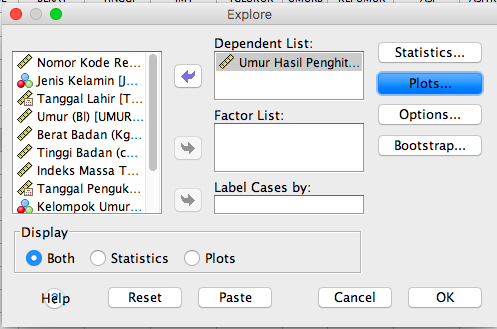 Explore
Dependent List:
Nomor Kode Re...
Jenis Kelamin [J...
Tanggal Lahir [T...
Umur (Bl) [UMUR...
Berat Badan (Kg...
Tinggi Badan (c...
Indeks Massa T...
Tanggal Penguk...
Kelompok Umur...
Umur Hasil Penghit...
Factor List:
Label Cases by:
Statistics...
Plots...
Options...
Bootstrap...
Display
Both Statistics Plots
Help Reset Paste Cancel OK